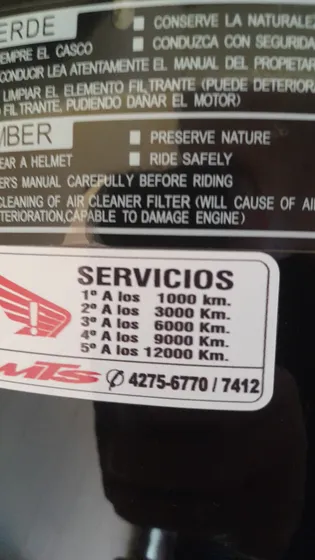 ERDE
CONSERVE LA NATURALEZ
EMPRE EL CASCO
CONDUZCA CON SEGURIDA
CONDUCIR LEA ATENTAMENTE EL MANUAL DEL PROPIETAR
LIMPIAR EL ELEMENTO FILTRANTE (PUEDE DETERIOR
FILTRANTE, PUDIENDO DAÑAR EL MOTOR)
MBER
PRESERVE NATURE
EAR A HELMET
RIDE SAFELY
ER'S MANUAL CAREFULLY BEFORE RIDING
CLEANING OF AIR CLEANER FILTER (WILL CAUSE OF AI
TERIORATION,CAPABLE TO DAMAGE ENGINE)
SERVICIOS
1º A los 1000 km.
2º A los 3000 Km.
3º A los 6000 Km.
4º A los 9000 Km.
5º A los 12000 Km.
MTS 4275-6770 / 7412